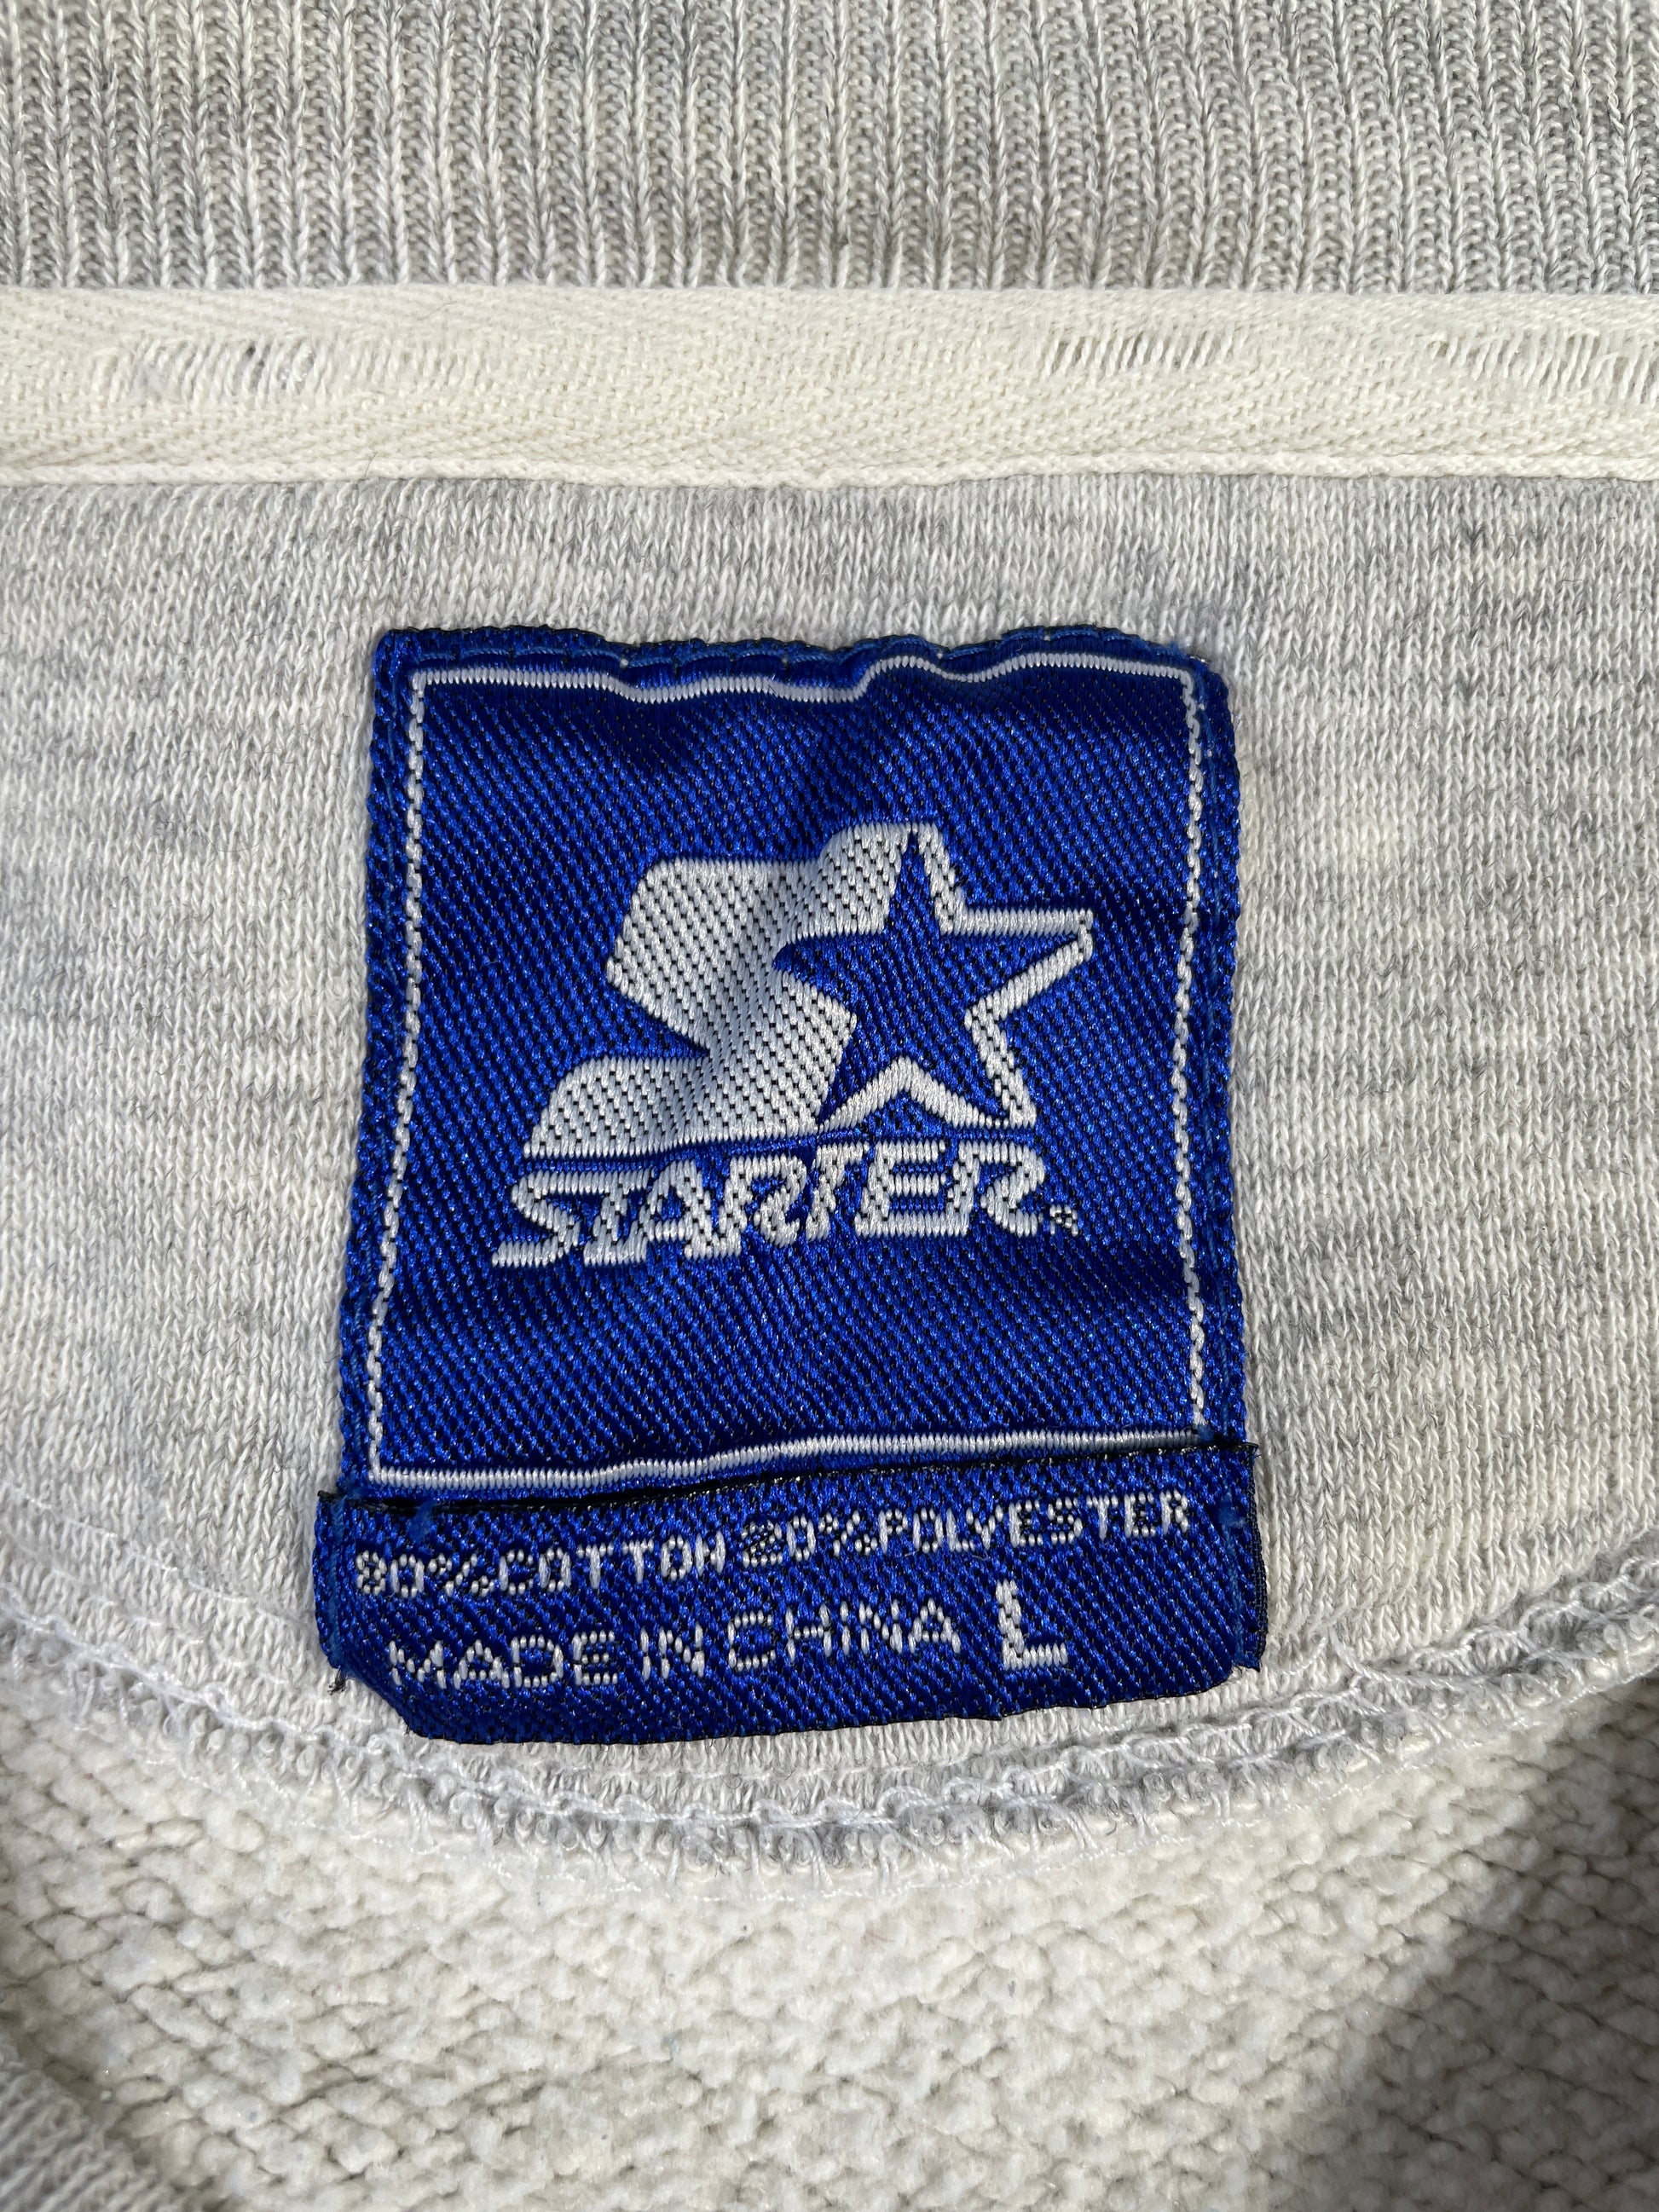 STARTER®
80% COTTON 20% POLYESTER
MADE IN CHINA L